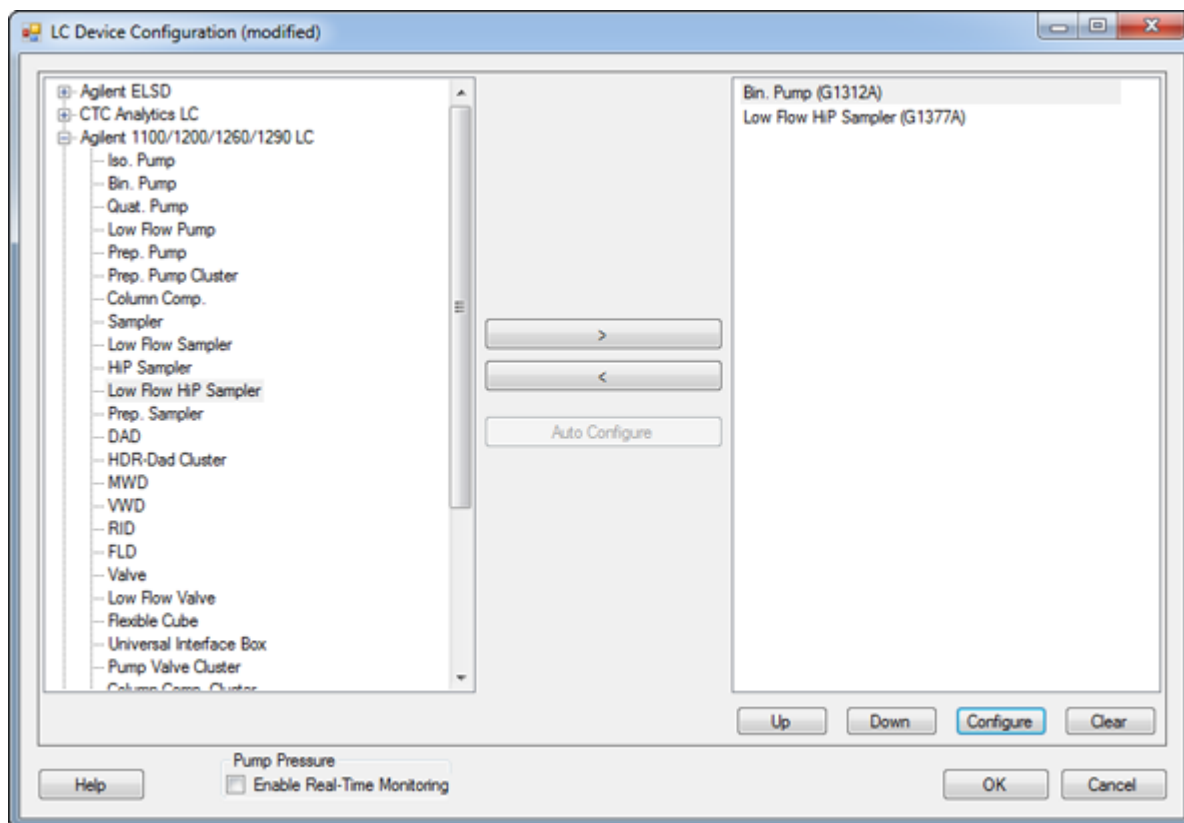 LC Device Configuration (modified)
Agilent ELSD
CTC Analytics LC
Agilent 1100/1200/1260/1290 LC
Iso. Pump
Bin. Pump
Quat. Pump
Low Flow Pump
Prep. Pump
Prep. Pump Cluster
Column Comp.
Sampler
Low Flow Sampler
HiP Sampler
Low Flow HiP Sampler
Prep. Sampler
DAD
HDR-Dad Cluster
MWD
VWD
RID
FLD
Valve
Low Flow Valve
Flexible Cube
Universal Interface Box
Pump Valve Cluster
Column Comp. Cluster
>
<
Auto Configure
Bin. Pump (G1312A)
Low Flow HiP Sampler (G1377A)
Up Down Configure Clear
Pump Pressure
Help Enable Real-Time Monitoring OK Cancel